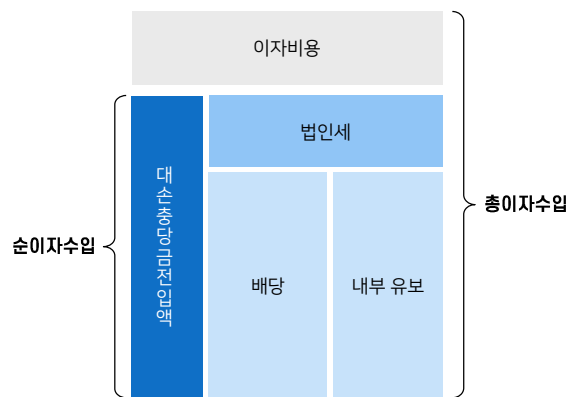 이자비용
법인세
대손충당금전입액
순이자수입
총이자수입
배당
내부 유보